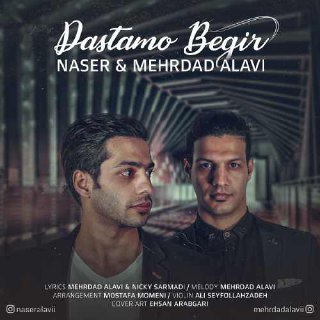 Dastamo Begir
NASER & MEHRDAD ALAVI
LYRICS MEHRDAD ALAVI & NICKY SARMADI / MELODY MEHRDAD ALAVI
ARRANGEMENT MOSTAFA MOMENI / VIOLIN ALI SEYFOLLAHZADEH
COVER ART EHSAN ARABGARI
naseralavii mehrdadalavii